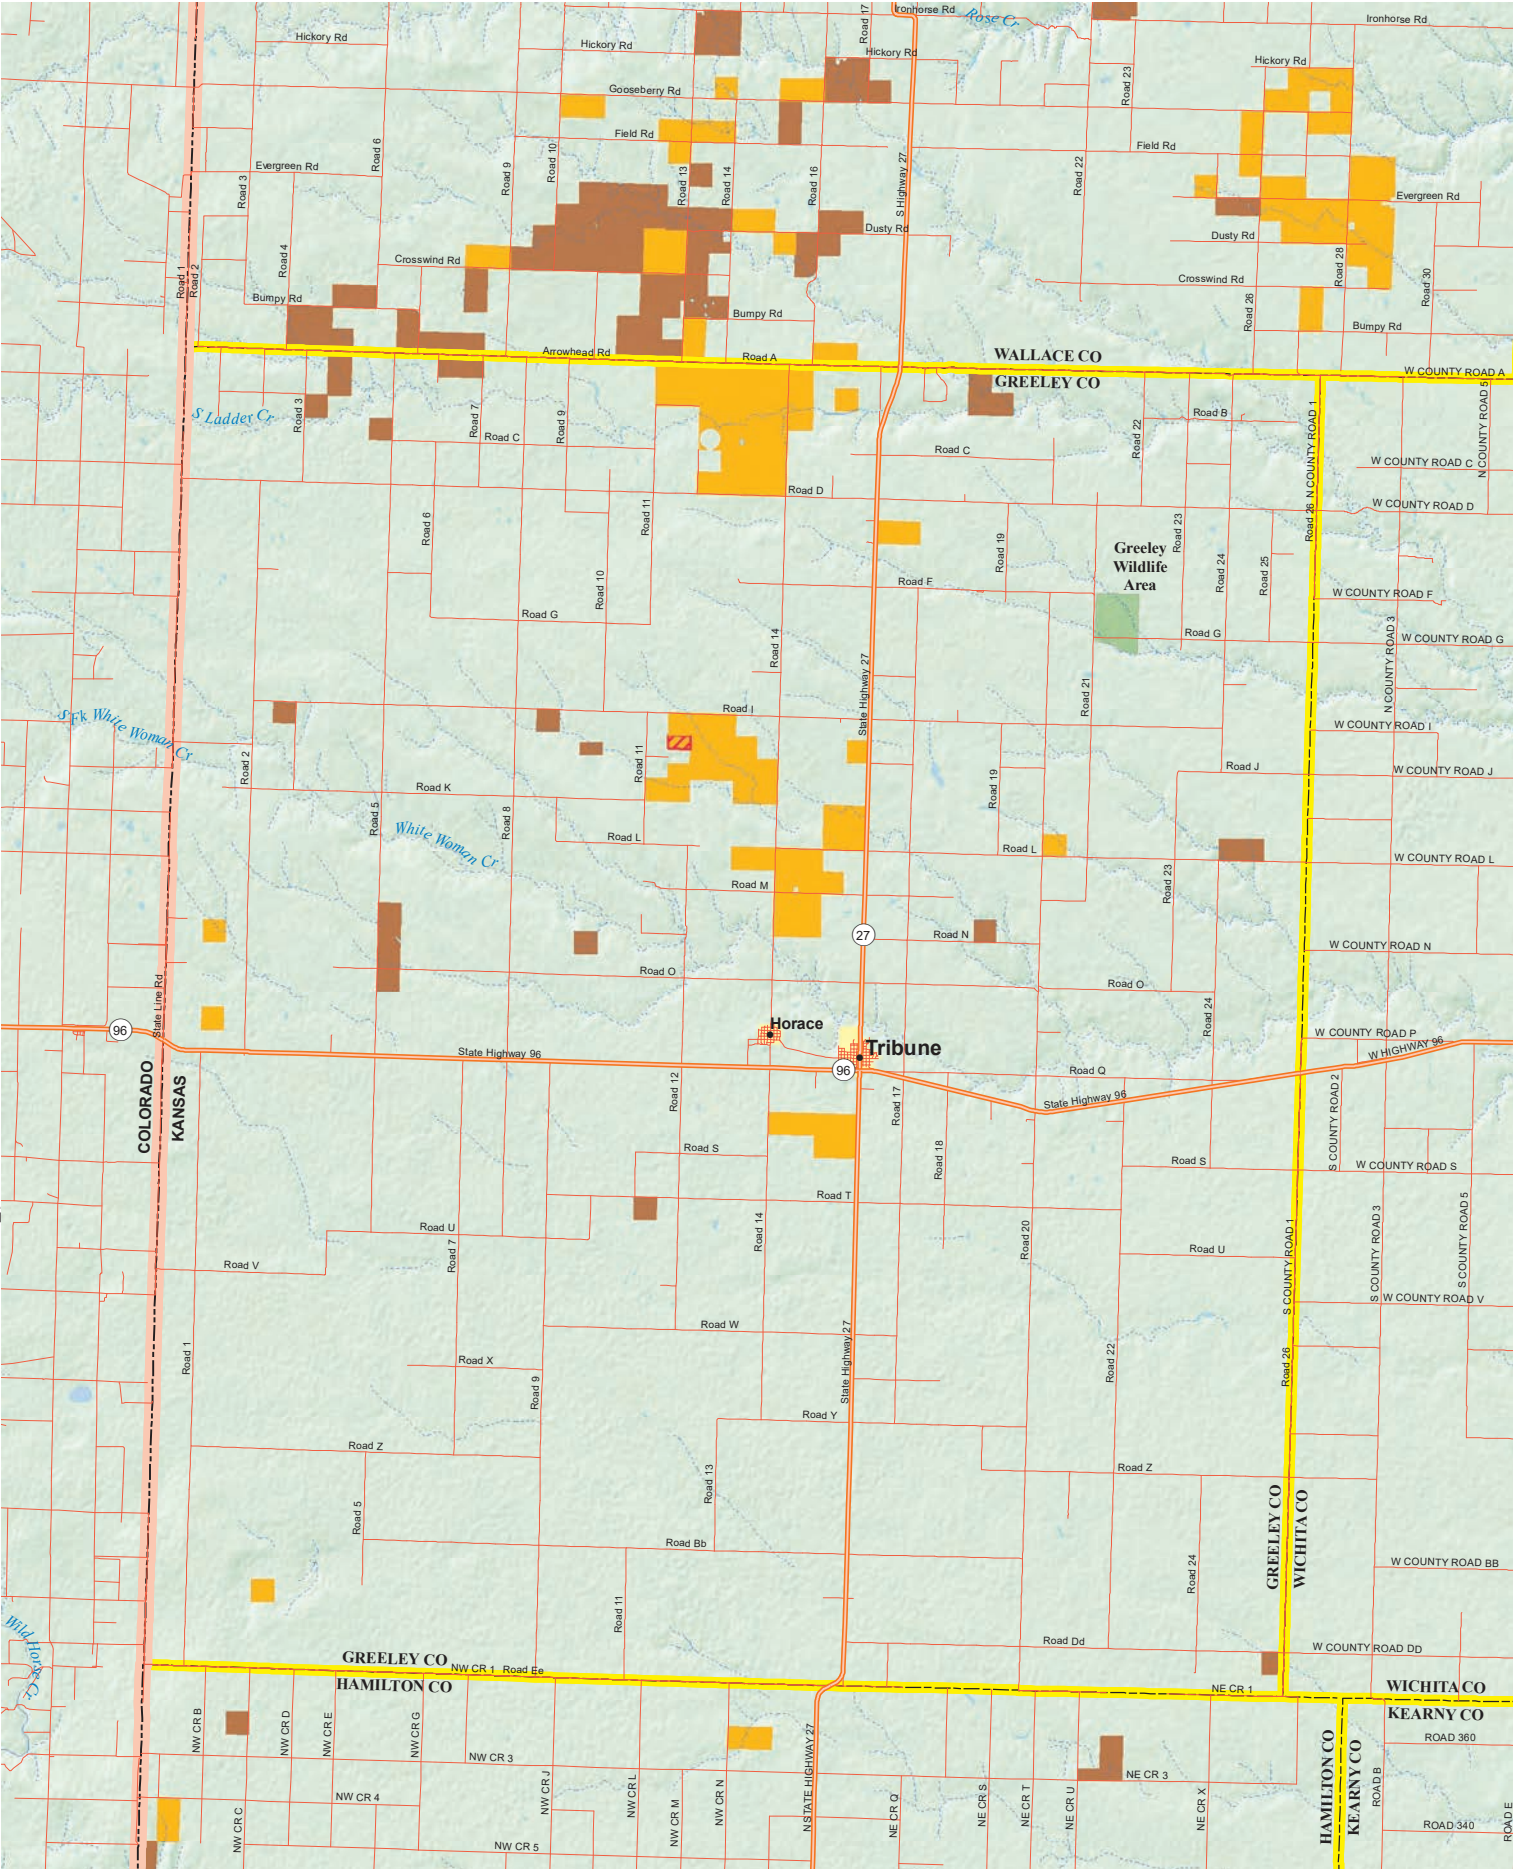 Ironhorse Rd
Rose Cr
Ironhorse Rd
Hickory Rd
Hickory Rd
Road 17
Hickory Rd
Hickory Rd
Road 23
Gooseberry Rd
Field Rd
Field Rd
Evergreen Rd
Road 6
Road 3
Road 9
Road 10
Road 13
Road 14
Road 16
S Highway 27
Road 22
Evergreen Rd
Dusty Rd
Dusty Rd
Road 1
Road 2
Road 4
Crosswind Rd
Crosswind Rd
Road 28
Road 30
Road 26
Bumpy Rd
Bumpy Rd
Bumpy Rd
Arrowhead Rd
Road A
WALLACE CO
GREELEY CO
W COUNTY ROAD A
S Ladder Cr
Road 3
Road 7
Road C
Road 9
Road C
Road 22
Road B
N COUNTY ROAD 1
W COUNTY ROAD C
N COUNTY ROAD 5
Road D
W COUNTY ROAD D
Road 6
Road 11
Road 19
Road 23
Road 26
Greeley
Wildlife
Area
Road 24
Road 25
Road 10
Road F
W COUNTY ROAD F
Road G
Road G
W COUNTY ROAD G
Road 14
State Highway 27
Road 21
N COUNTY ROAD 3
S Fk White Woman Cr
Road I
W COUNTY ROAD I
Road 2
Road 11
Road J
W COUNTY ROAD J
Road K
Road 19
Road 5
Road 8
White Woman Cr
Road L
Road L
W COUNTY ROAD L
Road M
Road 23
27
Road N
W COUNTY ROAD N
Road O
Road O
State Line Rd
96
Horace
Tribune
Road 24
W COUNTY ROAD P
W HIGHWAY 96
State Highway 96
96
Road Q
COLORADO
KANSAS
Road 12
Road 17
State Highway 96
S COUNTY ROAD 2
Road S
Road 18
Road S
W COUNTY ROAD S
Road T
Road U
Road 7
Road 14
Road 20
Road U
S COUNTY ROAD 1
S COUNTY ROAD 3
S COUNTY ROAD 5
Road V
W COUNTY ROAD V
Road W
Road 1
Road X
Road 9
State Highway 27
Road 22
Road 26
Road Y
Road Z
Road Z
Road 13
Road 5
GREELEY CO
WICHITA CO
Road Bb
Road 24
W COUNTY ROAD BB
Road 11
Wild Horse Cr
Road Dd
W COUNTY ROAD DD
GREELEY CO
NW CR 1
Road Ee
HAMILTON CO
NE CR 1
WICHITA CO
KEARNY CO
NW CR B
NW CR D
NW CR E
NW CR G
N STATE HIGHWAY 27
HAMILTON CO
KEARNY CO
ROAD 360
NW CR 3
NE CR 3
ROAD B
NW CR 4
NW CR C
NW CR J
NW CR L
NW CR M
NW CR N
NE CR Q
NE CR S
NE CR T
NE CR U
NE CR X
ROAD 340
ROAD E
NW CR 5